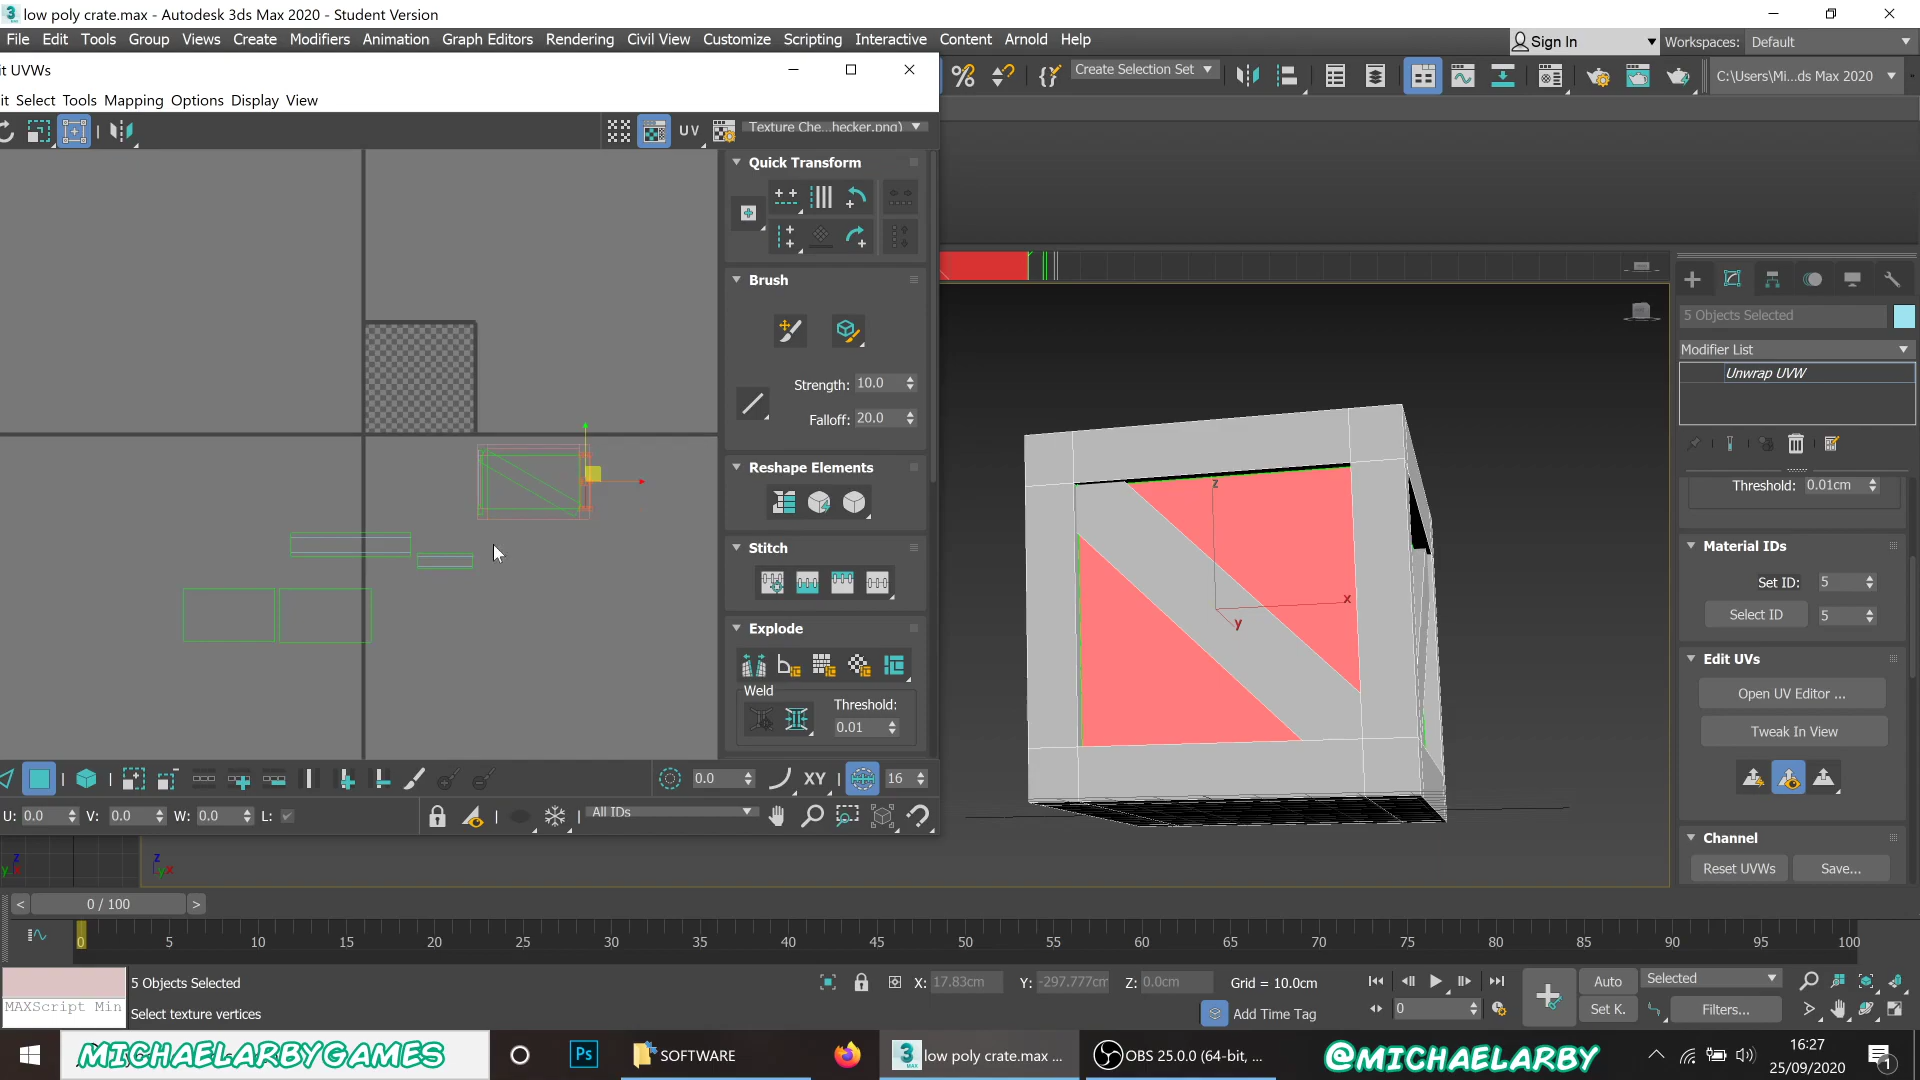 low poly crate.max - Autodesk 3ds Max 2020 - Student Version
File Edit Tools Group Views Create Modifiers Animation Graph Editors Rendering Civil View Customize Scripting Interactive Content Arnold Help
Sign In
Workspaces: Default
it UVWs
it Select Tools Mapping Options Display View
Create Selection Set
C:\Users\Mi...ds Max 2020
UV
Texture Che...hecker.png)
Quick Transform
Brush
Strength: 10.0
Falloff: 20.0
Reshape Elements
Stitch
Explode
Weld
Threshold:
0.01
5 Objects Selected
Modifier List
Unwrap UVW
Threshold: 0.01cm
Material IDs
Set ID: 5
Select ID 5
Edit UVs
Open UV Editor ...
Tweak In View
Channel
Reset UVWs Save...
z
x
y
0.0 XY 16
U: 0.0 V: 0.0 W: 0.0 L: All IDs
z
y x
z
y x
< 0 / 100 >
0 5 10 15 20 25 30 35 40 45 50 55 60 65 70 75 80 85 90 95 100
5 Objects Selected
X: 17.83cm Y: -297.777cm Z: 0.0cm Grid = 10.0cm
Auto Selected
MAXScript Min
Select texture vertices
Add Time Tag
0
Set K. Filters...
MICHAELARBYGAMES
Ps
SOFTWARE
3
MAX
low poly crate.max ...
OBS 25.0.0 (64-bit, ...
@MICHAELARBY
16:27
25/09/2020
1